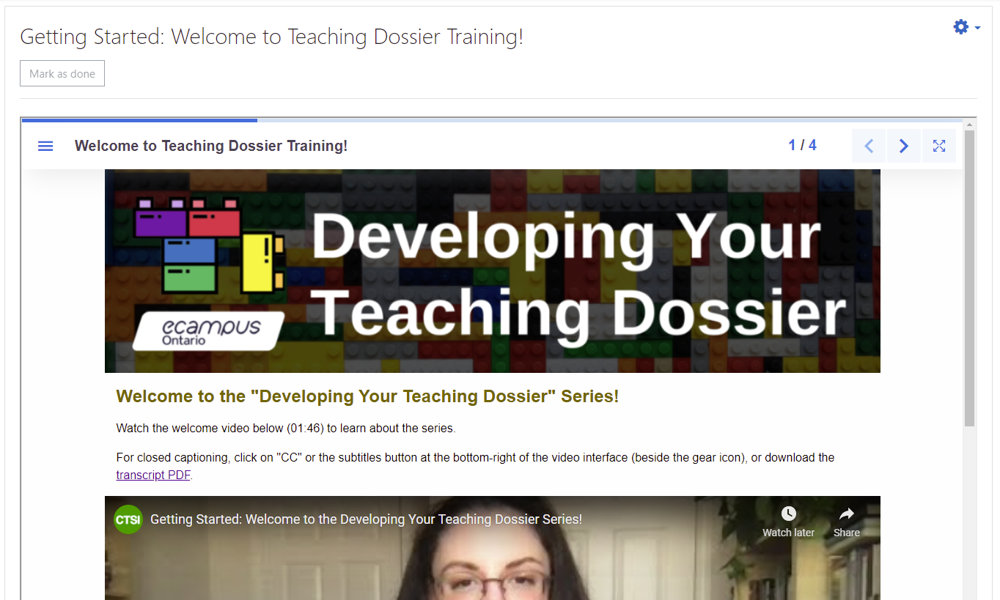 Getting Started: Welcome to Teaching Dossier Training!
Mark as done
Welcome to Teaching Dossier Training!
1 / 4
Developing Your
Teaching Dossier
ecampus
Ontario
Welcome to the "Developing Your Teaching Dossier" Series!
Watch the welcome video below (01:46) to learn about the series.
For closed captioning, click on "CC" or the subtitles button at the bottom-right of the video interface (beside the gear icon), or download the
transcript PDF.
CTSI
Getting Started: Welcome to the Developing Your Teaching Dossier Series!
Watch later
Share